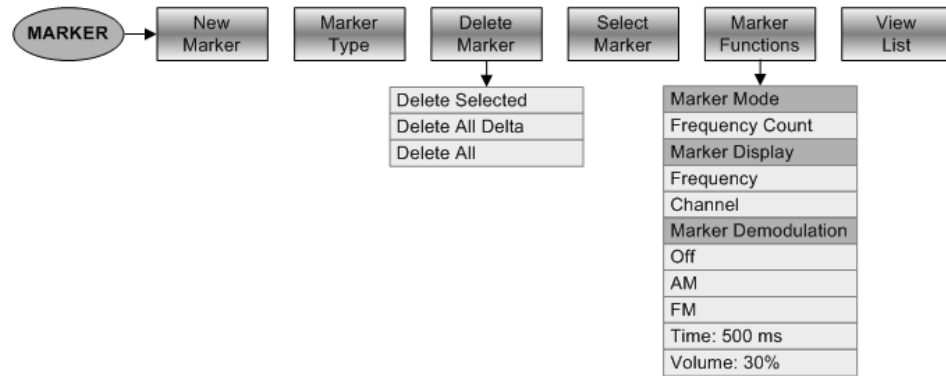 MARKER
New
Marker
Marker
Type
Delete
Marker
Select
Marker
Marker
Functions
View
List
Delete Selected
Delete All Delta
Delete All
Marker Mode
Frequency Count
Marker Display
Frequency
Channel
Marker Demodulation
Off
AM
FM
Time: 500 ms
Volume: 30%